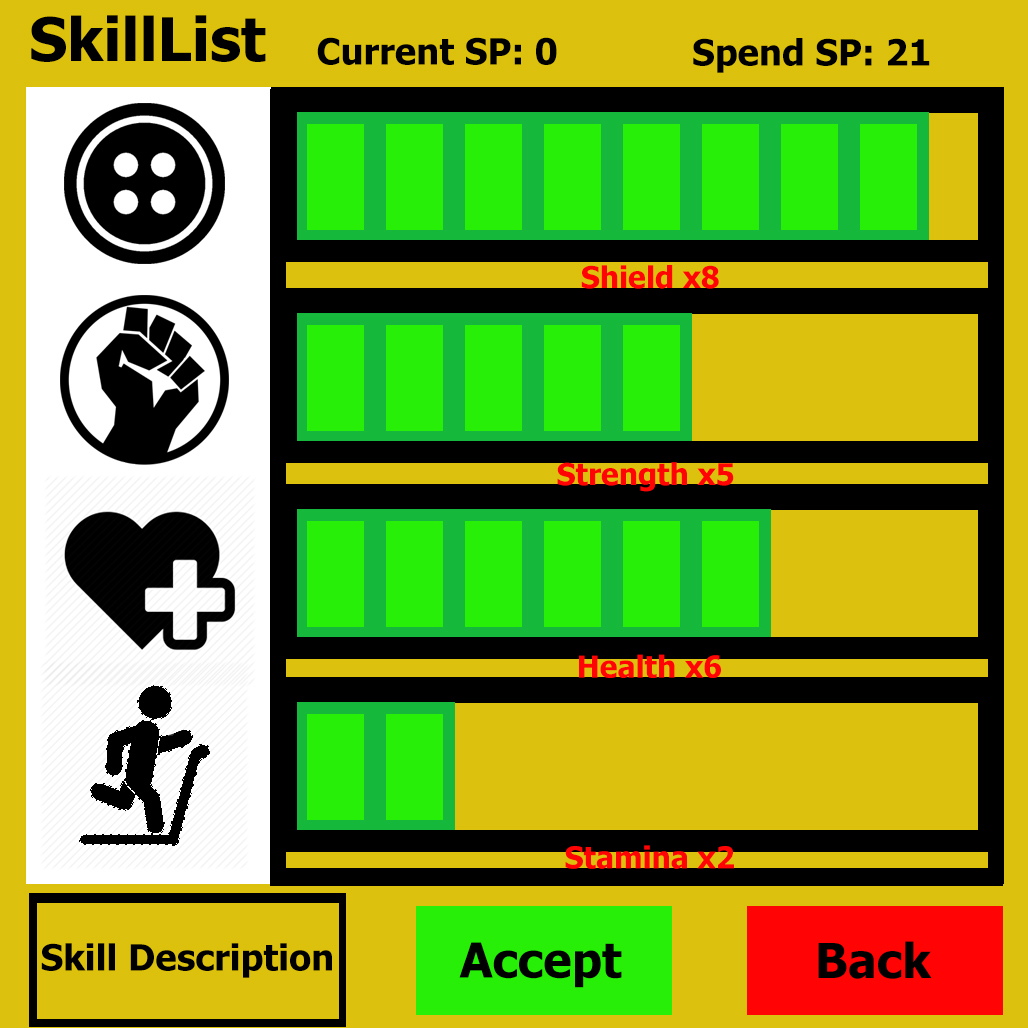 SkillList
Current SP: 0
Spend SP: 21
Shield x8
Strength x5
Health x6
Stamina x2
Skill Description
Accept
Back